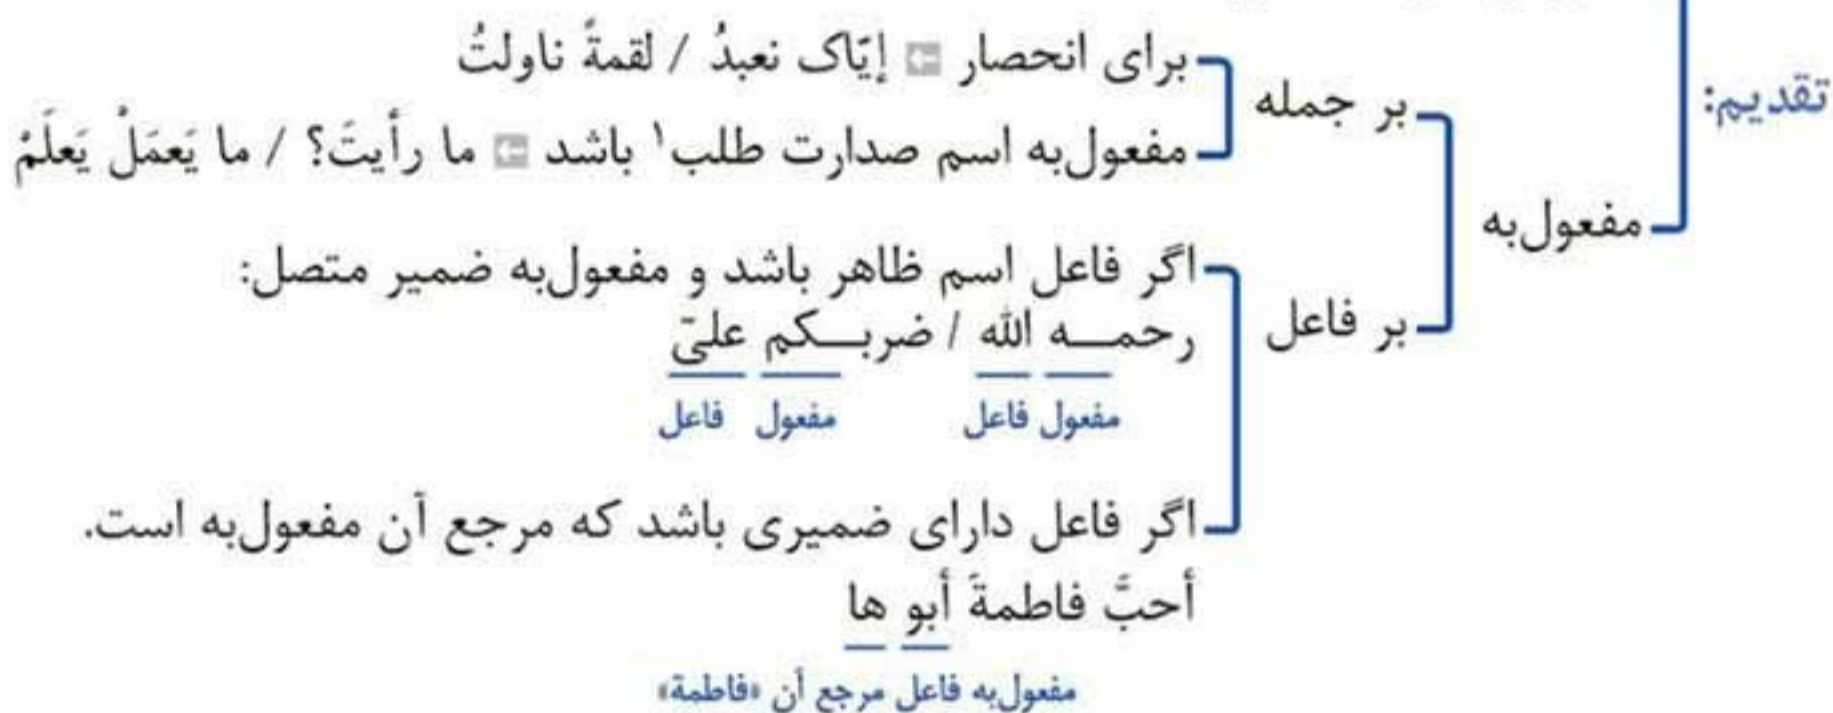 تقدیم:
مفعول‌به
بر جمله
برای انحصار ⇦ إیّاک نعبدُ / لقمةً ناولتُ
مفعول‌به اسم صدارت طلب۱ باشد ⇦ ما رأیتَ؟ / ما یَعمَلْ یَعلَمْ
بر فاعل
اگر فاعل اسم ظاهر باشد و مفعول‌به ضمیر متصل:
رحمـــه الله / ضربـــکم علیّ
مفعول فاعل مفعول فاعل
اگر فاعل دارای ضمیری باشد که مرجع آن مفعول‌به است.
أحبَّ فاطمةَ أبو ها
مفعول‌به فاعل مرجع آن «فاطمة»